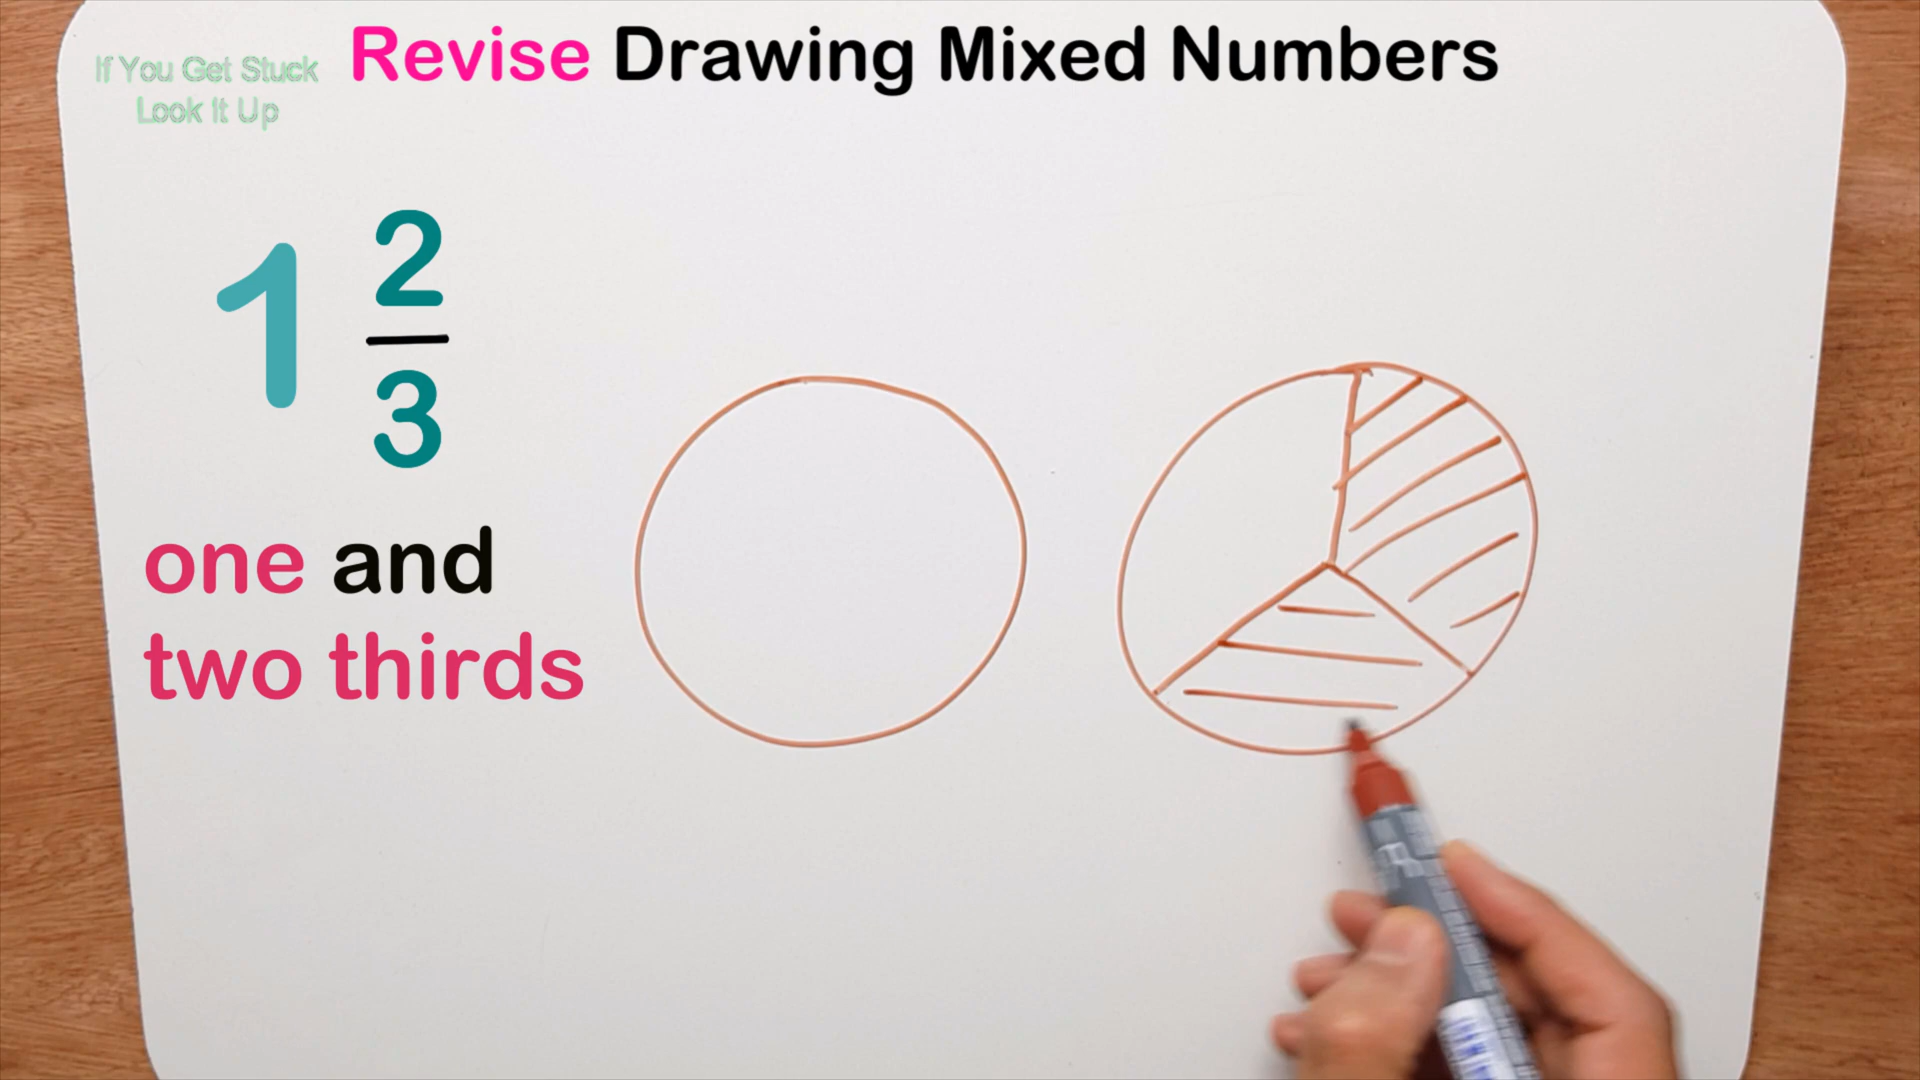 If You Get Stuck
Look It Up
Revise Drawing Mixed Numbers
1 2/3
one and
two thirds